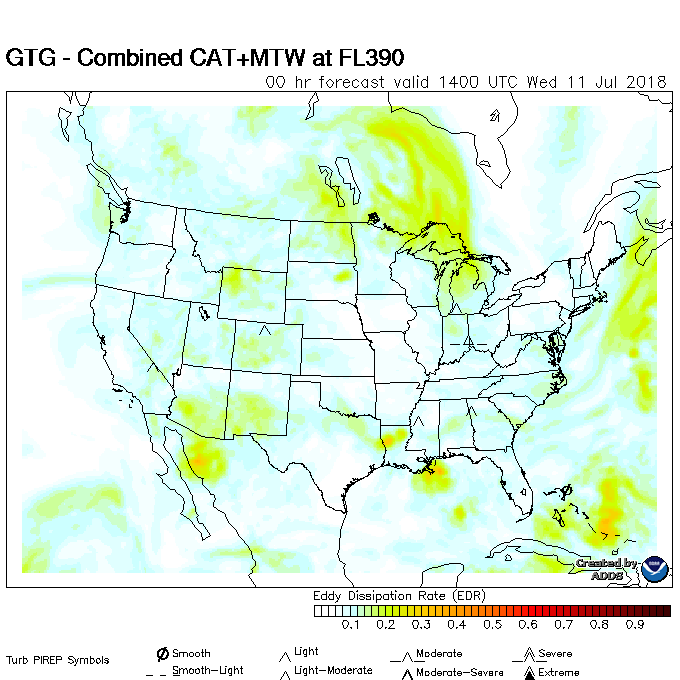 GTG - Combined CAT+MTW at FL390
00 hr forecast valid 1400 UTC Wed 11 Jul 2018
Created by
ADDS
Eddy Dissipation Rate (EDR)
0.1 0.2 0.3 0.4 0.5 0.6 0.7 0.8 0.9
Turb PIREP Symbols
Smooth Light Moderate Severe
Smooth-Light Light-Moderate Moderate-Severe Extreme